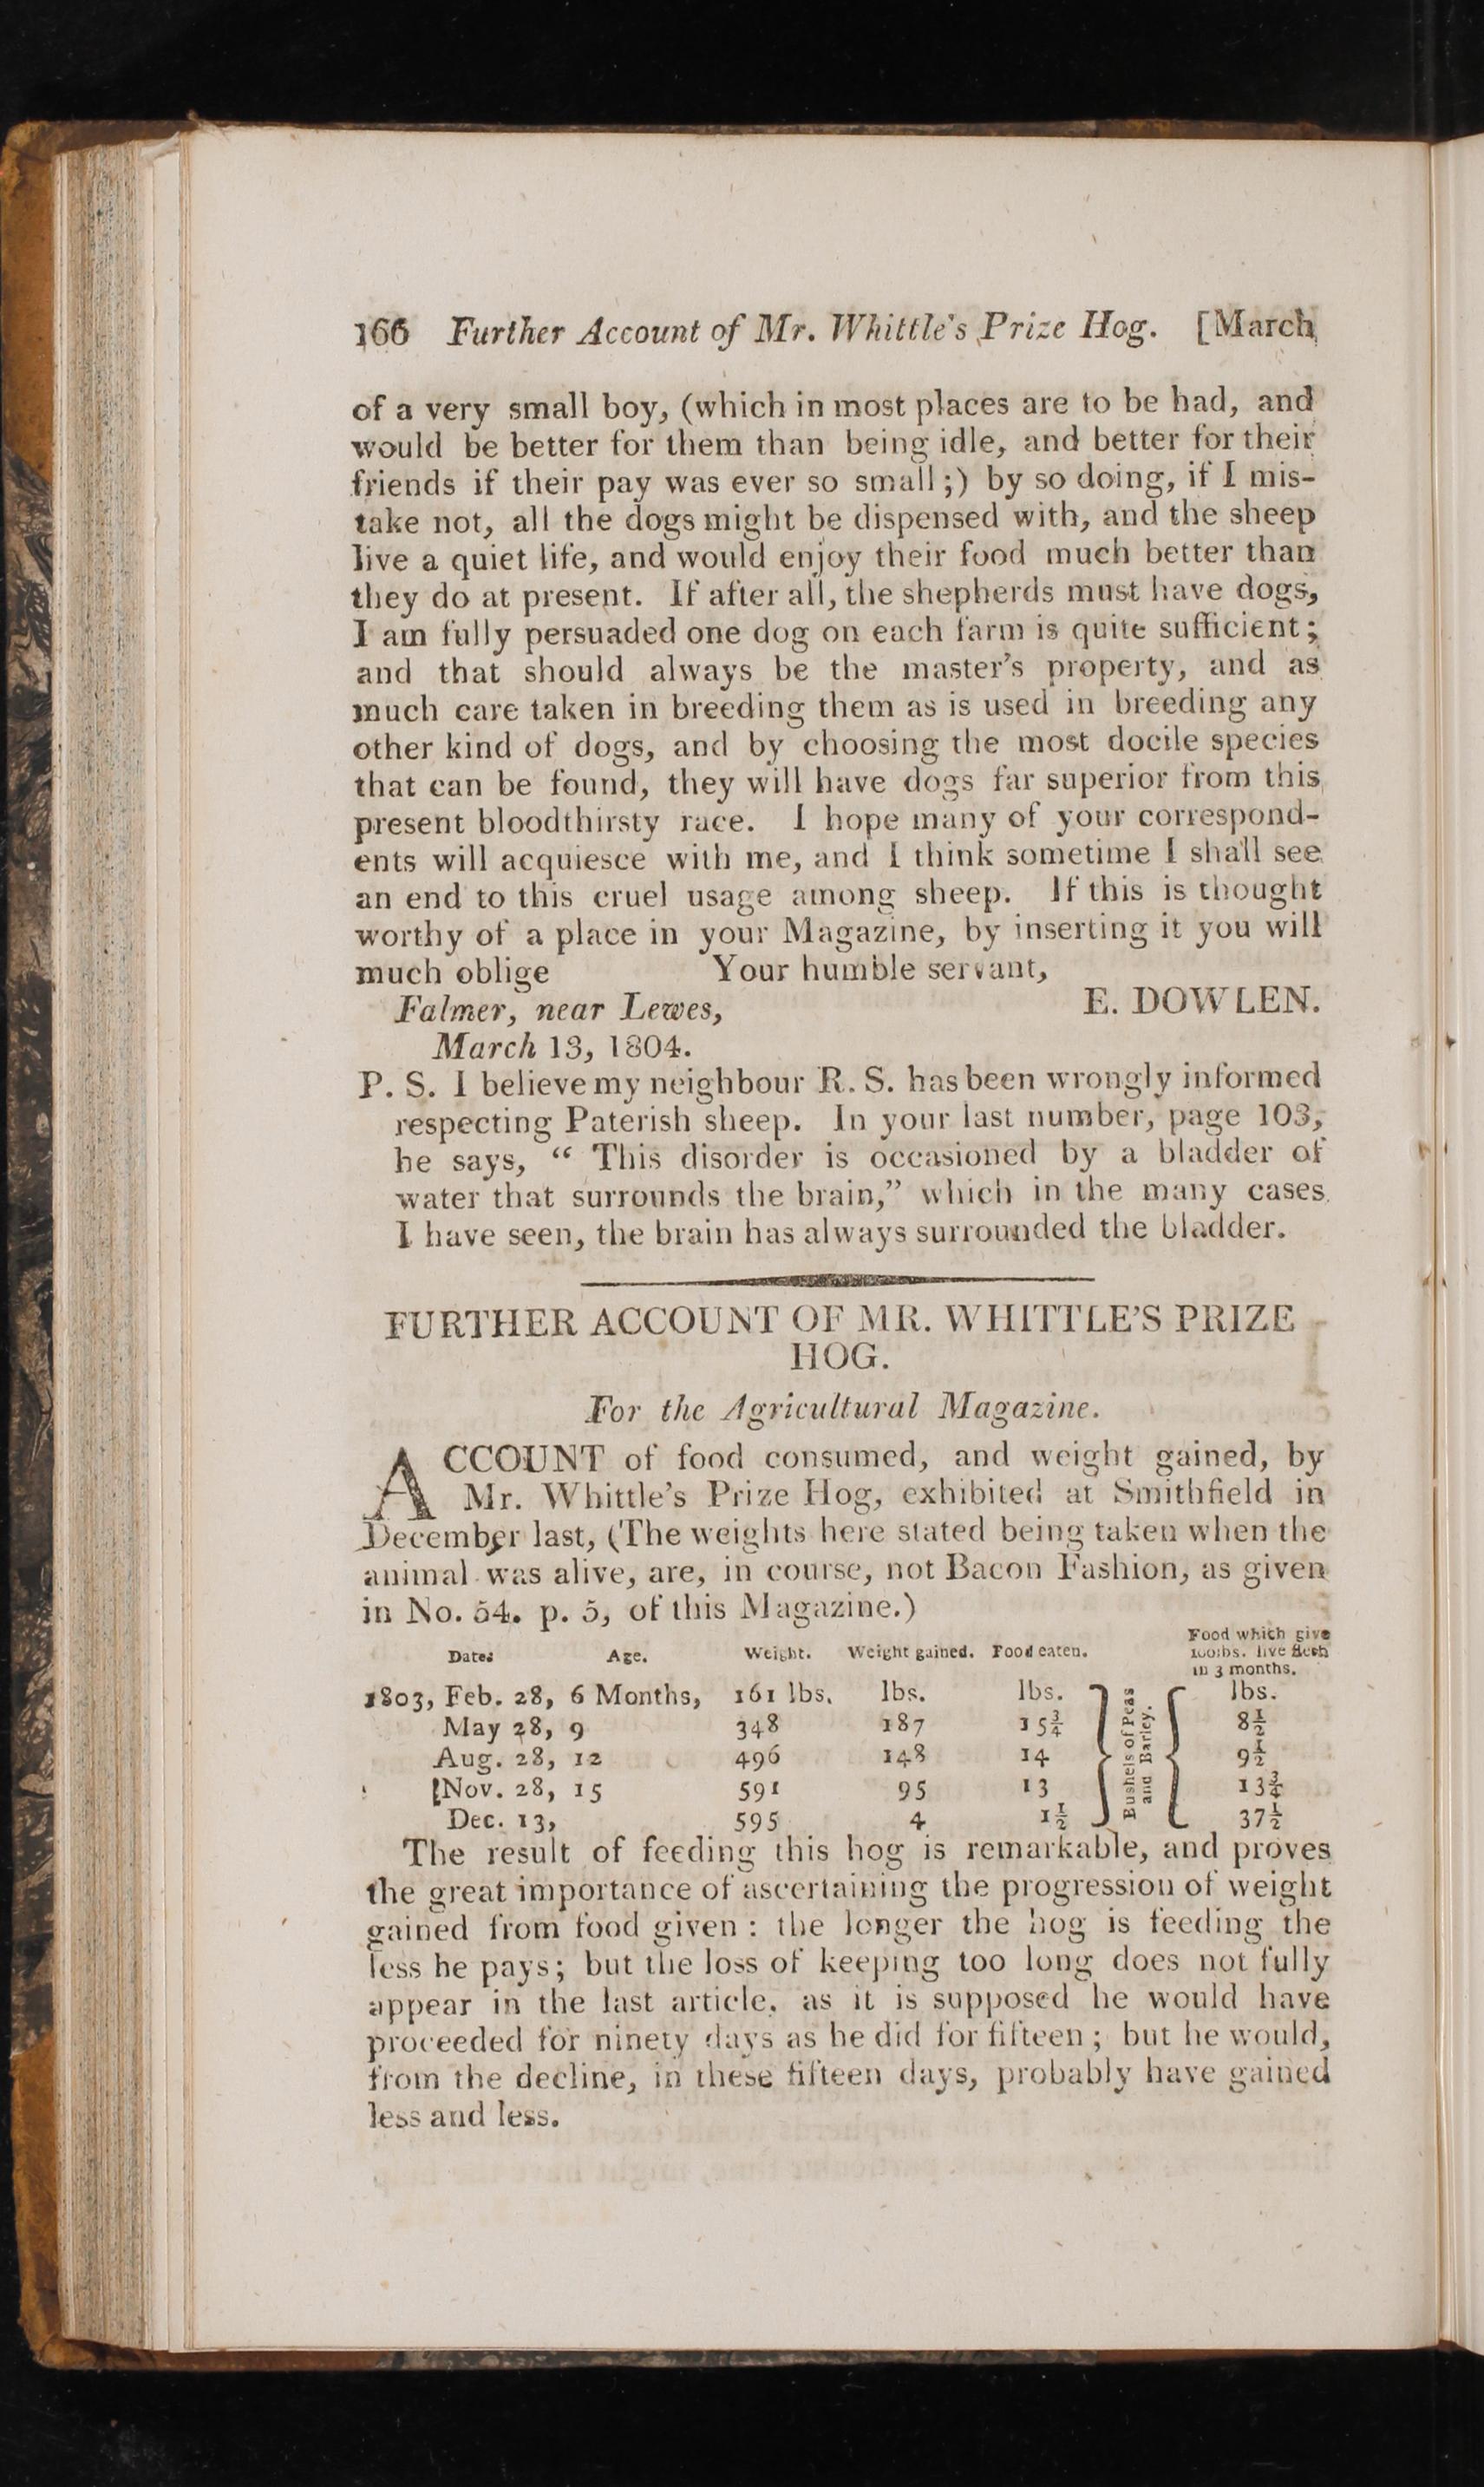 166 Further Account of Mr. Whittle's Prize Hog. [March
of a very small boy, (which in most places are to be had, and
would be better for them than being idle, and better for their
friends if their pay was ever so small;) by so doing, if I mis-
take not, all the dogs might be dispensed with, and the sheep
live a quiet life, and would enjoy their food much better than
they do at present. If after all, the shepherds must have dogs,
I am fully persuaded one dog on each farm is quite sufficient;
and that should always be the master's property, and as
much care taken in breeding them as is used in breeding any
other kind of dogs, and by choosing the most docile species
that can be found, they will have dogs far superior from this
present bloodthirsty race. I hope many of your correspond-
ents will acquiesce with me, and I think sometime I shall see
an end to this cruel usage among sheep. If this is thought
worthy of a place in your Magazine, by inserting it you will
much oblige Your humble servant,
Falmer, near Lewes, E. DOWLEN.
March 13, 1804.
P. S. I believe my neighbour R. S. has been wrongly informed
respecting Paterish sheep. In your last number, page 103,
he says, “ This disorder is occasioned by a bladder of
water that surrounds the brain,” which in the many cases
I have seen, the brain has always surrounded the bladder.
FURTHER ACCOUNT OF MR. WHITTLE'S PRIZE
HOG.
For the Agricultural Magazine.
ACCOUNT of food consumed, and weight gained, by
Mr. Whittle's Prize Hog, exhibited at Smithfield in
December last, (The weights here stated being taken when the
animal was alive, are, in course, not Bacon Fashion, as given
in No. 54. p. 5, of this Magazine.)
Dates Age. Weight. Weight gained. Food eaten. Food which give
100lbs. live flesh
in 3 months.
1803, Feb. 28, 6 Months, 161 lbs. lbs. lbs. lbs.
May 28, 9 348 187 15¾ 8½
Aug. 28, 12 496 148 14 9½
[Nov. 28, 15 591 95 13 13¾
Dec. 13, 595 4 1½ 37½
Bushels of Peas
and Barley.
The result of feeding this hog is remarkable, and proves
the great importance of ascertaining the progression of weight
gained from food given : the longer the hog is feeding the
less he pays; but the loss of keeping too long does not fully
appear in the last article, as it is supposed he would have
proceeded for ninety days as he did for fifteen; but he would,
from the decline, in these fifteen days, probably have gained
less and less.